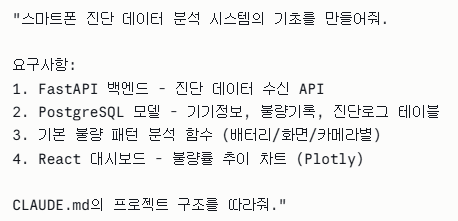 "스마트폰 진단 데이터 분석 시스템의 기초를 만들어줘.
요구사항:
1. FastAPI 백엔드 - 진단 데이터 수신 API
2. PostgreSQL 모델 - 기기정보, 불량기록, 진단로그 테이블
3. 기본 불량 패턴 분석 함수 (배터리/화면/카메라별)
4. React 대시보드 - 불량률 추이 차트 (Plotly)
CLAUDE.md의 프로젝트 구조를 따라줘."